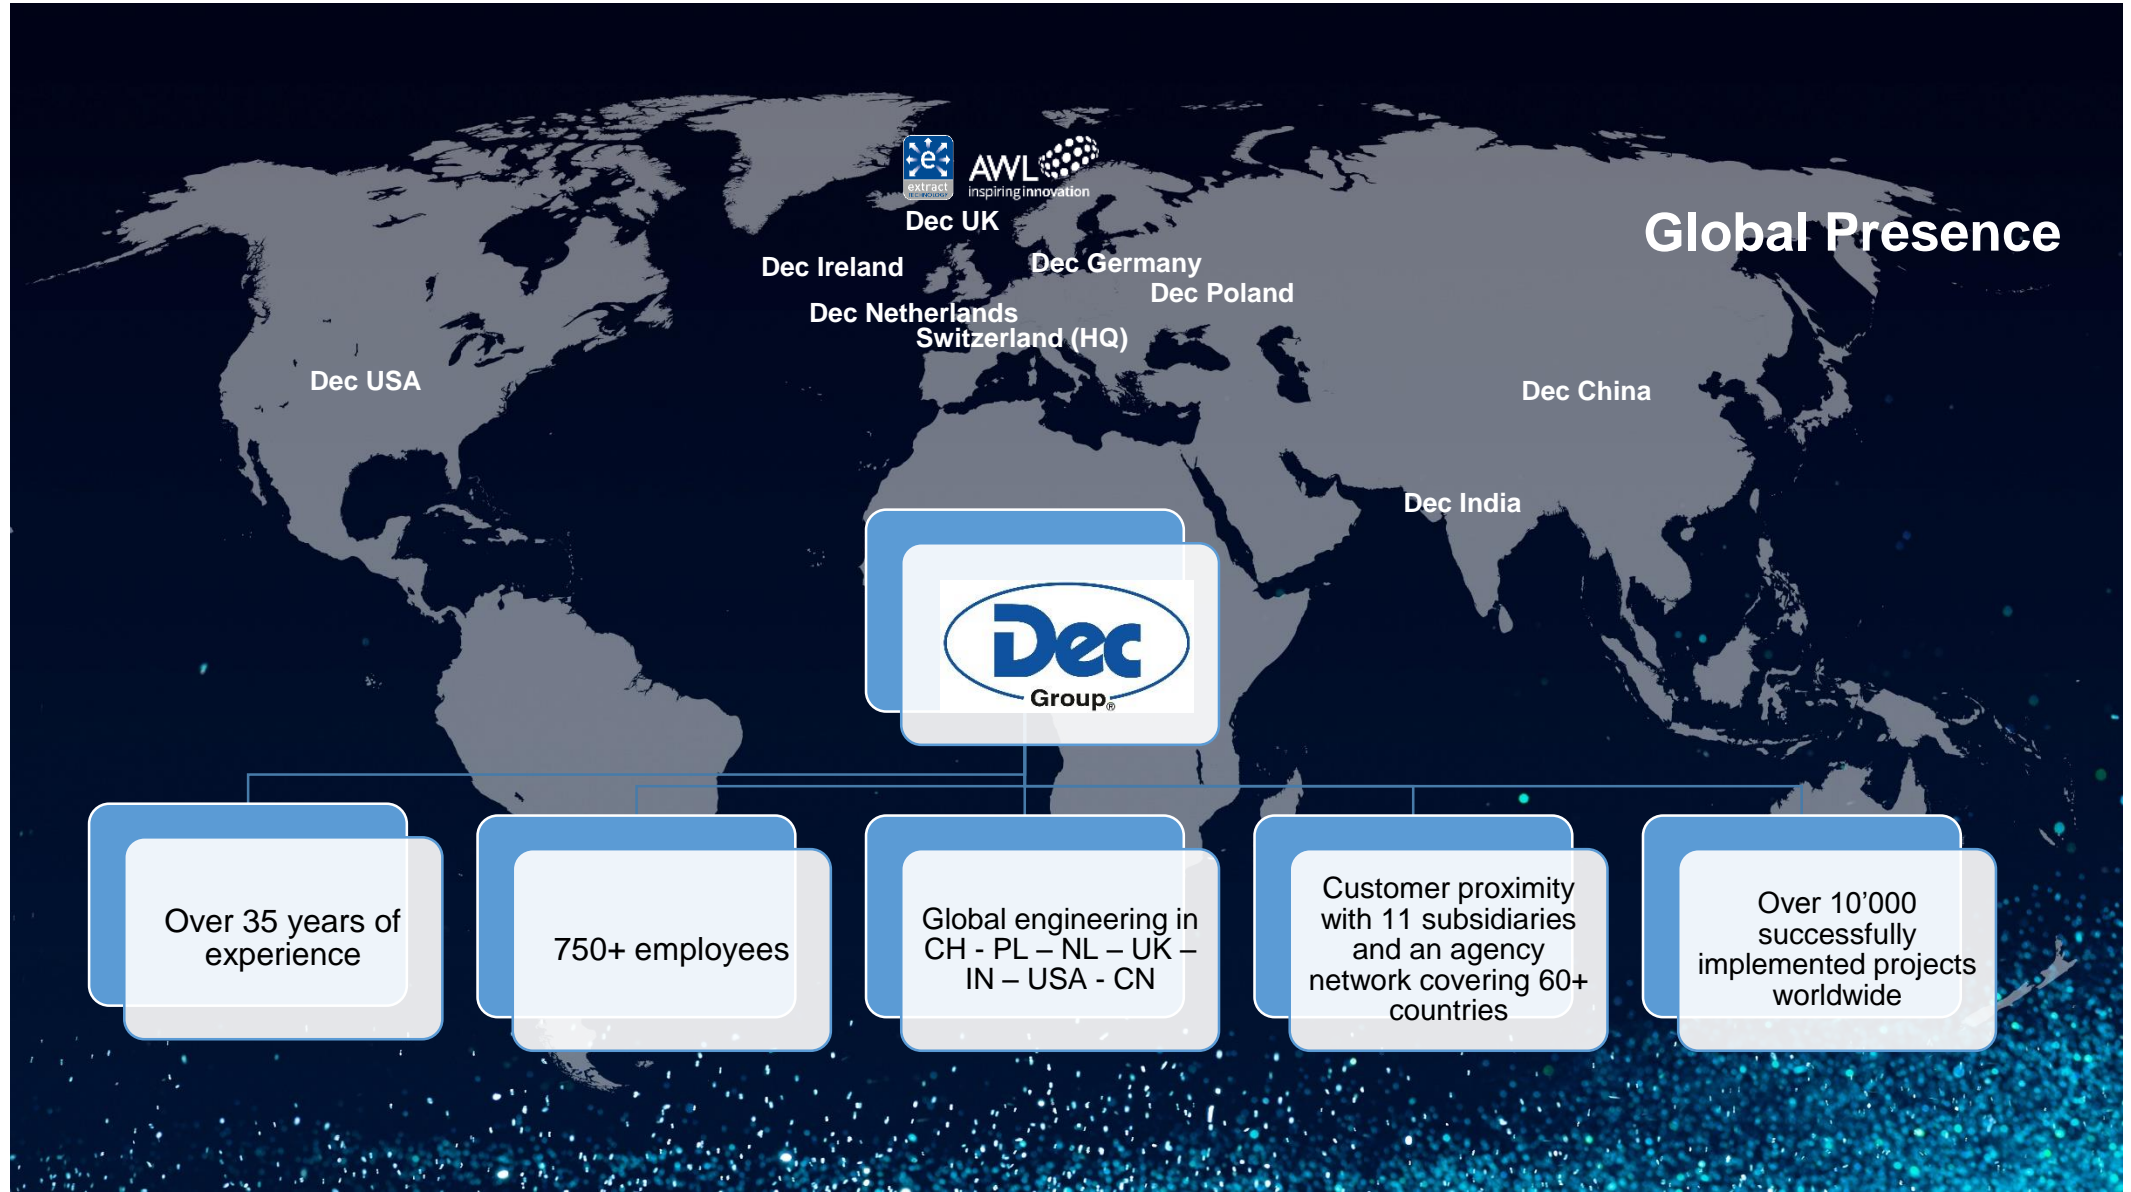 Global Presence
e
extract
TECHNOLOGY
AWL
inspiring innovation
Dec UK
Dec Ireland
Dec Germany
Dec Poland
Dec Netherlands
Switzerland (HQ)
Dec USA
Dec China
Dec India
Dec
Group®
Over 35 years of
experience
750+ employees
Global engineering in
CH - PL – NL – UK –
IN – USA - CN
Customer proximity
with 11 subsidiaries
and an agency
network covering 60+
countries
Over 10’000
successfully
implemented projects
worldwide